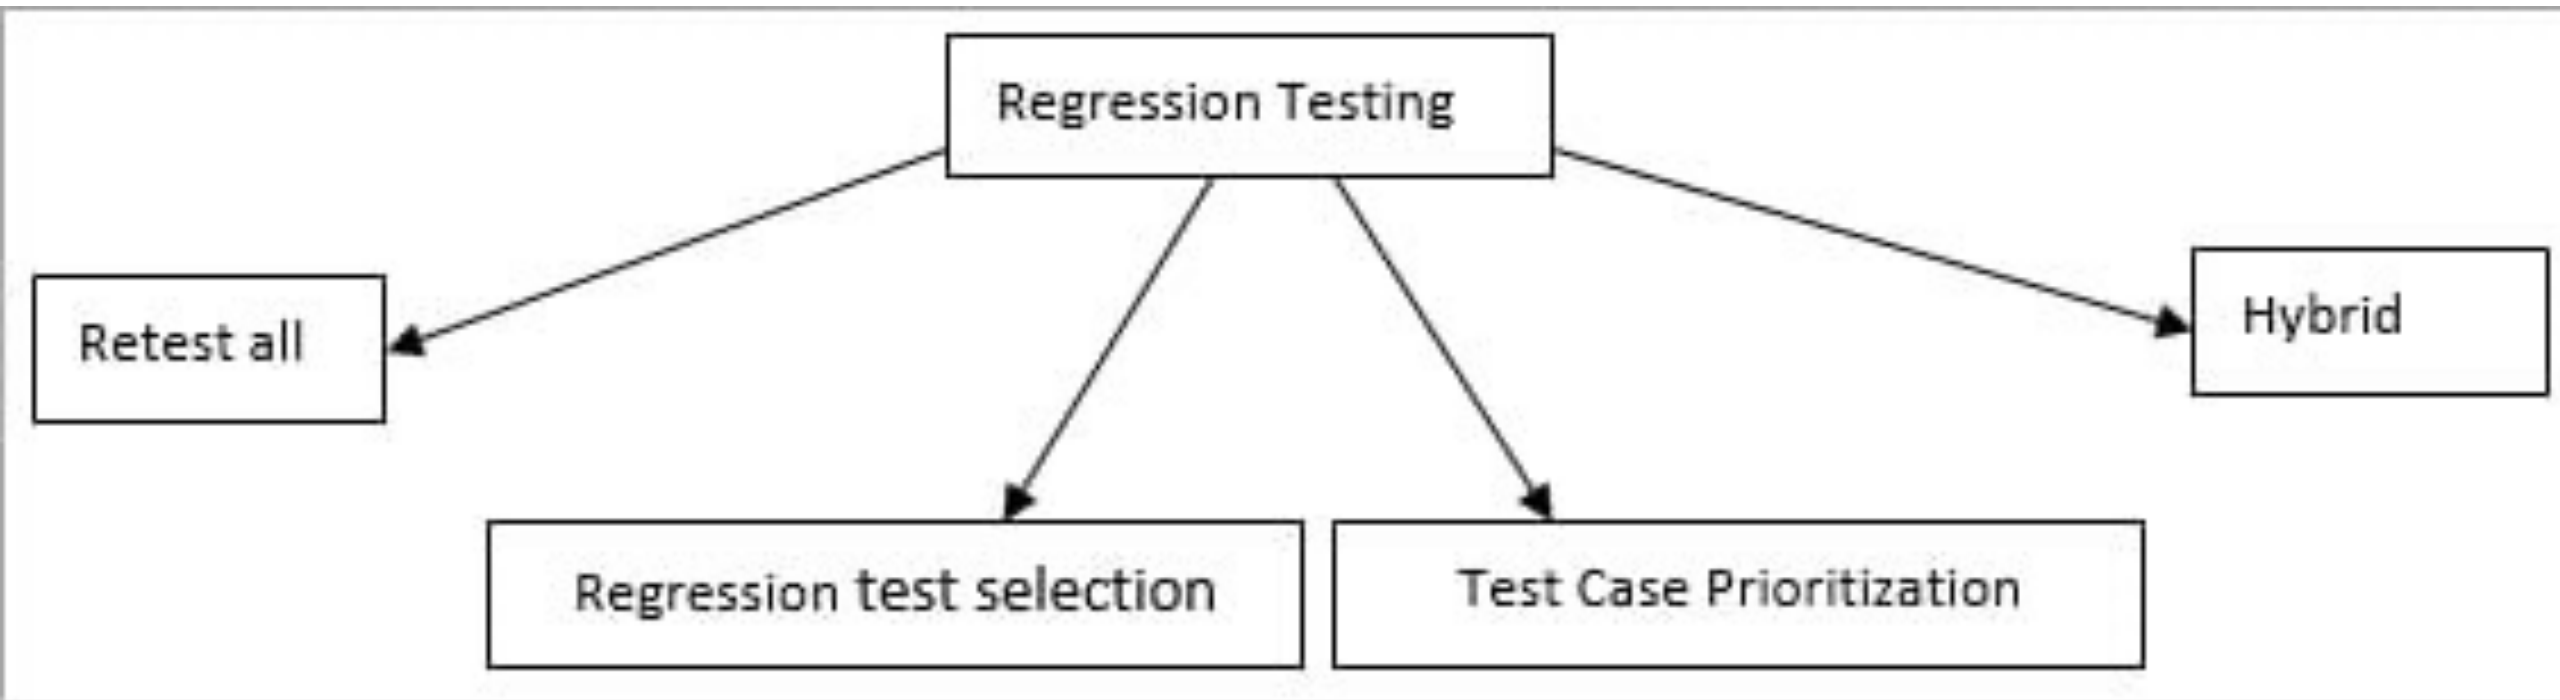 Regression Testing
Retest all
Hybrid
Regression test selection
Test Case Prioritization